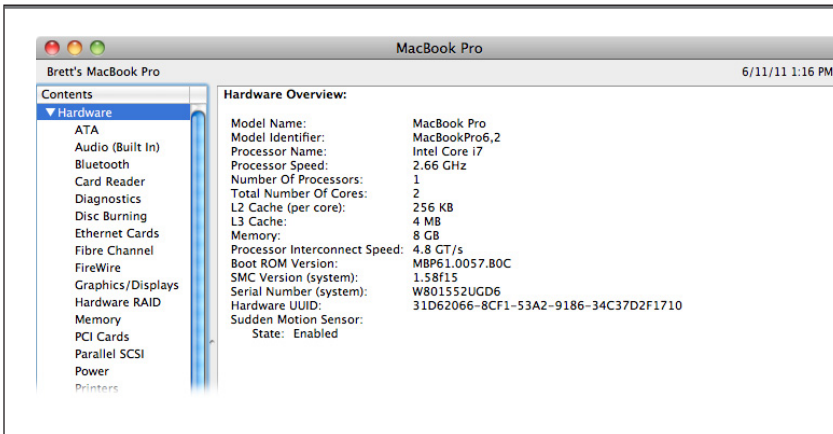 MacBook Pro
Brett's MacBook Pro 6/11/11 1:16 PM
Contents
Hardware
ATA
Audio (Built In)
Bluetooth
Card Reader
Diagnostics
Disc Burning
Ethernet Cards
Fibre Channel
FireWire
Graphics/Displays
Hardware RAID
Memory
PCI Cards
Parallel SCSI
Power
Printers
Hardware Overview:
Model Name: MacBook Pro
Model Identifier: MacBookPro6,2
Processor Name: Intel Core i7
Processor Speed: 2.66 GHz
Number Of Processors: 1
Total Number Of Cores: 2
L2 Cache (per core): 256 KB
L3 Cache: 4 MB
Memory: 8 GB
Processor Interconnect Speed: 4.8 GT/s
Boot ROM Version: MBP61.0057.B0C
SMC Version (system): 1.58f15
Serial Number (system): W801552UGD6
Hardware UUID: 31D62066-8CF1-53A2-9186-34C37D2F1710
Sudden Motion Sensor:
State: Enabled